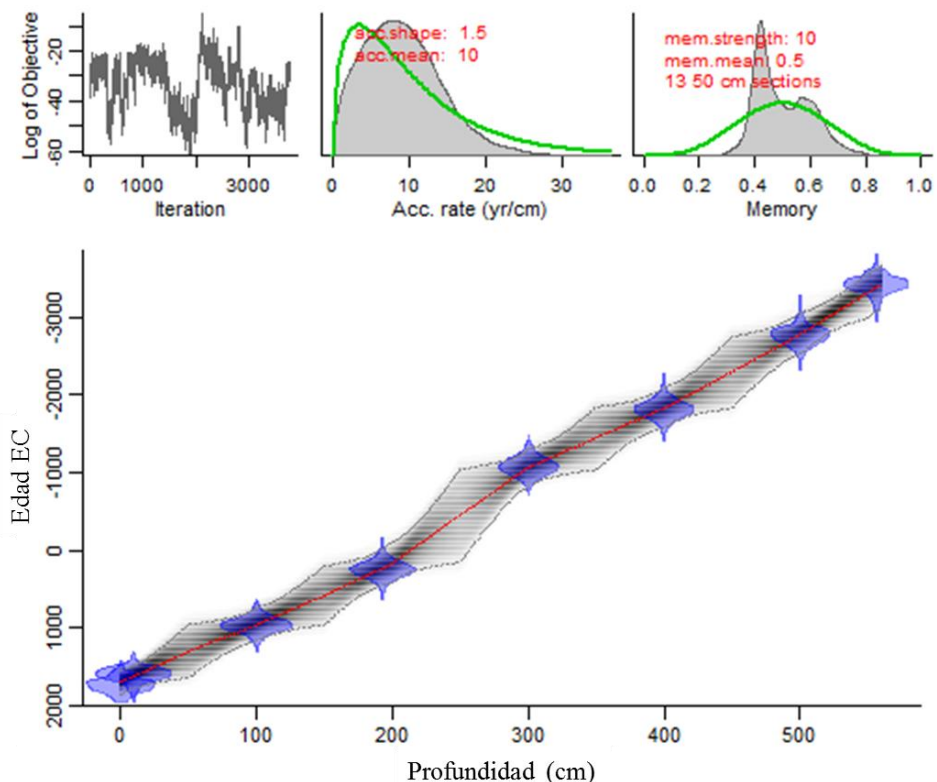 Log of Objective
-20
-40
-60
0 1000 3000
Iteration
acc.shape: 1.5
acc.mean: 10
0 10 20 30
Acc. rate (yr/cm)
mem.strength: 10
mem.mean: 0.5
13 50 cm sections
0.0 0.2 0.4 0.6 0.8 1.0
Memory
Edad EC
-3000
-2000
-1000
0
1000
2000
0 100 200 300 400 500
Profundidad (cm)